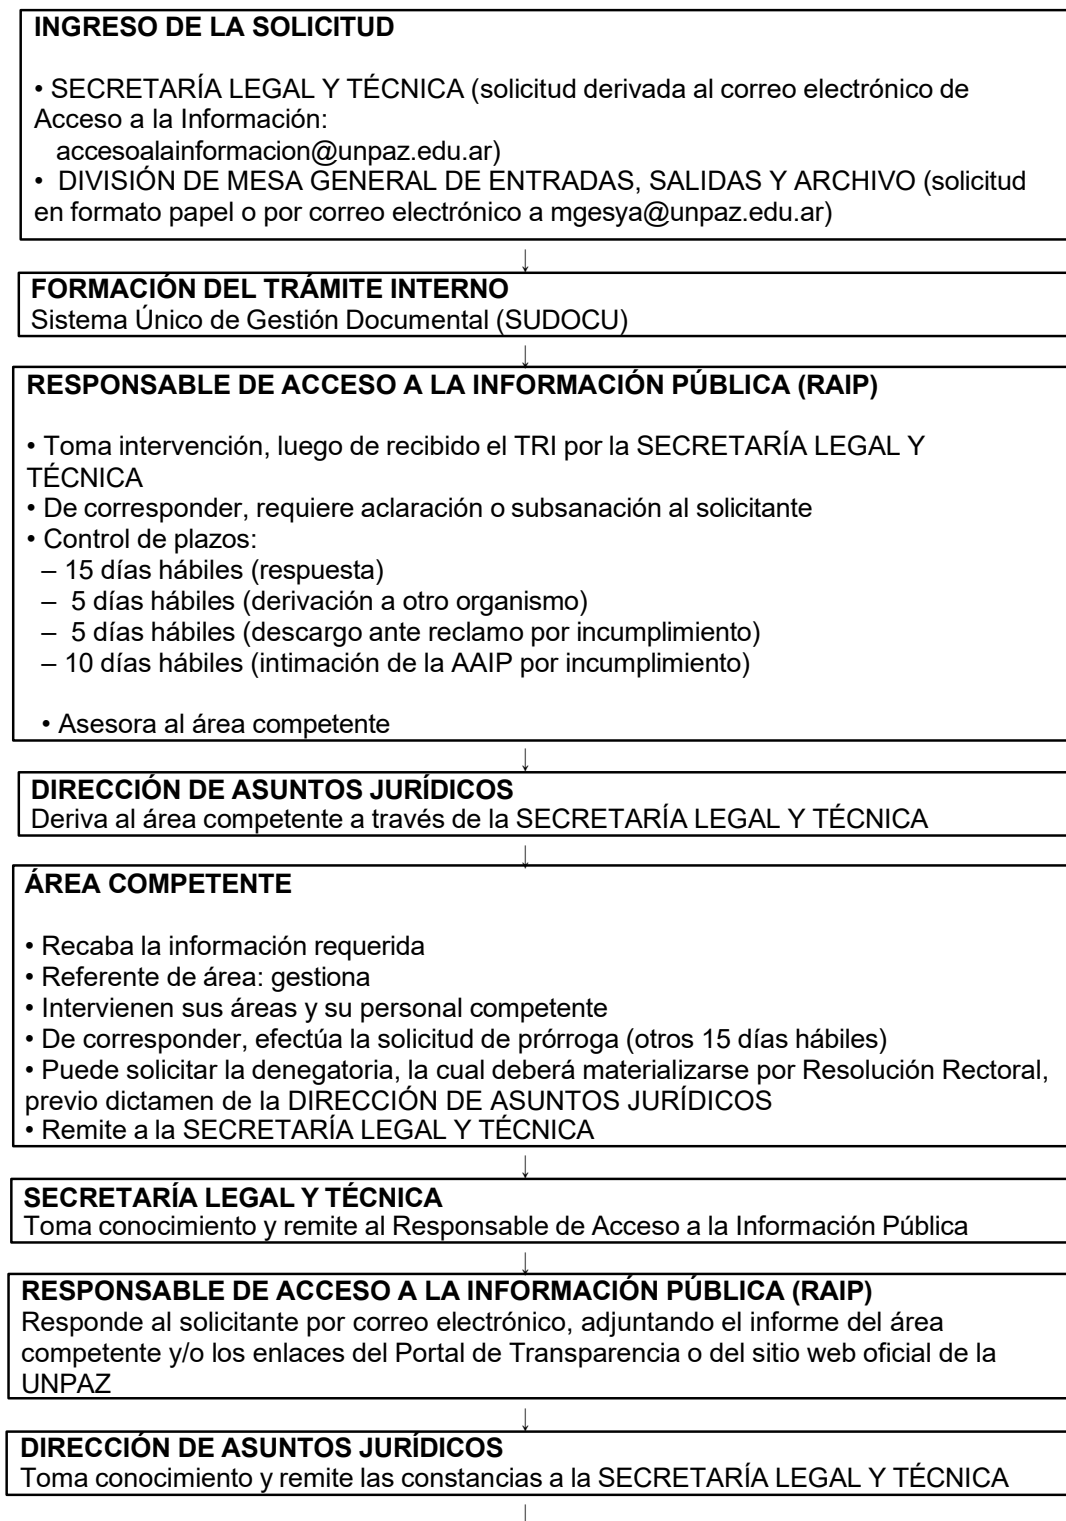 INGRESO DE LA SOLICITUD
• SECRETARÍA LEGAL Y TÉCNICA (solicitud derivada al correo electrónico de
Acceso a la Información:
accesoalainformacion@unpaz.edu.ar)
• DIVISIÓN DE MESA GENERAL DE ENTRADAS, SALIDAS Y ARCHIVO (solicitud
en formato papel o por correo electrónico a mgesya@unpaz.edu.ar)
↓
FORMACIÓN DEL TRÁMITE INTERNO
Sistema Único de Gestión Documental (SUDOCU)
↓
RESPONSABLE DE ACCESO A LA INFORMACIÓN PÚBLICA (RAIP)
• Toma intervención, luego de recibido el TRI por la SECRETARÍA LEGAL Y
TÉCNICA
• De corresponder, requiere aclaración o subsanación al solicitante
• Control de plazos:
– 15 días hábiles (respuesta)
– 5 días hábiles (derivación a otro organismo)
– 5 días hábiles (descargo ante reclamo por incumplimiento)
– 10 días hábiles (intimación de la AAIP por incumplimiento)
• Asesora al área competente
↓
DIRECCIÓN DE ASUNTOS JURÍDICOS
Deriva al área competente a través de la SECRETARÍA LEGAL Y TÉCNICA
↓
ÁREA COMPETENTE
• Recaba la información requerida
• Referente de área: gestiona
• Intervienen sus áreas y su personal competente
• De corresponder, efectúa la solicitud de prórroga (otros 15 días hábiles)
• Puede solicitar la denegatoria, la cual deberá materializarse por Resolución Rectoral,
previo dictamen de la DIRECCIÓN DE ASUNTOS JURÍDICOS
• Remite a la SECRETARÍA LEGAL Y TÉCNICA
↓
SECRETARÍA LEGAL Y TÉCNICA
Toma conocimiento y remite al Responsable de Acceso a la Información Pública
↓
RESPONSABLE DE ACCESO A LA INFORMACIÓN PÚBLICA (RAIP)
Responde al solicitante por correo electrónico, adjuntando el informe del área
competente y/o los enlaces del Portal de Transparencia o del sitio web oficial de la
UNPAZ
↓
DIRECCIÓN DE ASUNTOS JURÍDICOS
Toma conocimiento y remite las constancias a la SECRETARÍA LEGAL Y TÉCNICA